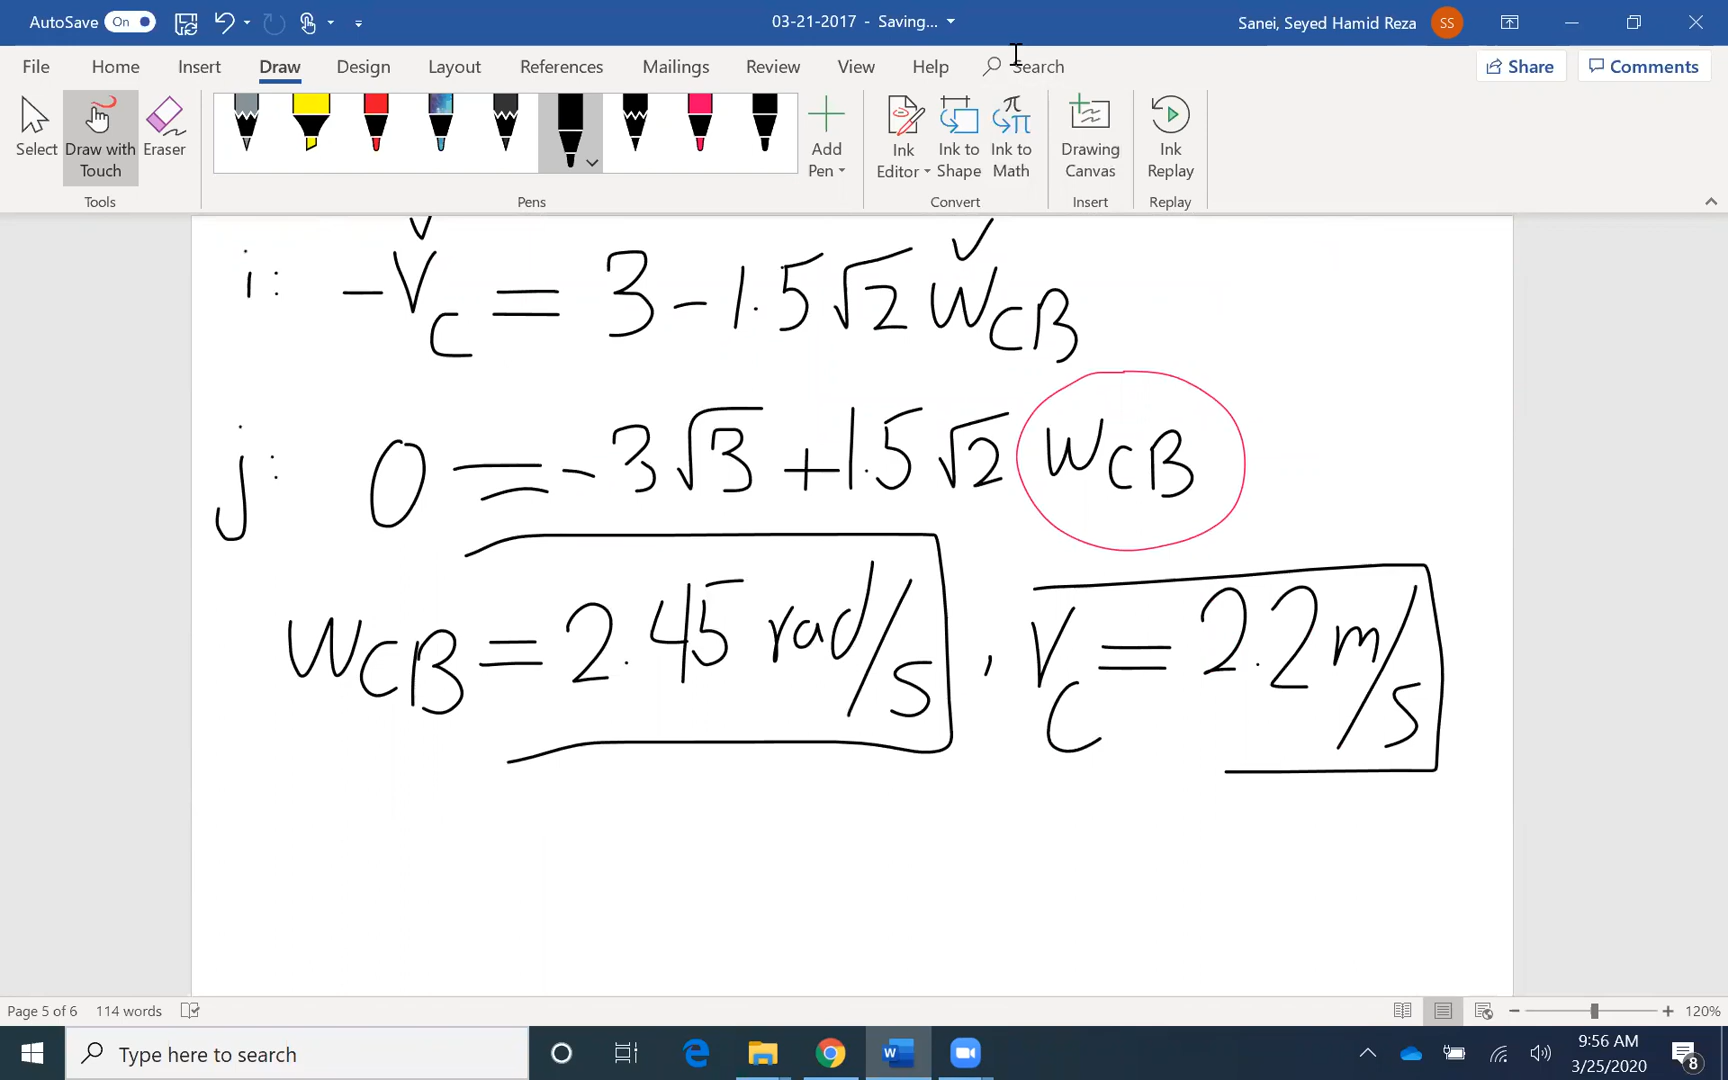 AutoSave On 03-21-2017 - Saving... Sanei, Seyed Hamid Reza SS
File Home Insert Draw Design Layout References Mailings Review View Help Search Share Comments
Select Draw with Touch Eraser Add Pen Ink Editor Ink to Shape Ink to Math Drawing Canvas Ink Replay
Tools Pens Convert Insert Replay
i: -V_C = 3 - 1.5 √2 W_CB
j: 0 = -3 √3 + 1.5 √2 W_CB
W_CB = 2.45 rad/s , V_C = 2.2 m/s
Page 5 of 6 114 words 120%
Type here to search 9:56 AM
3/25/2020 8